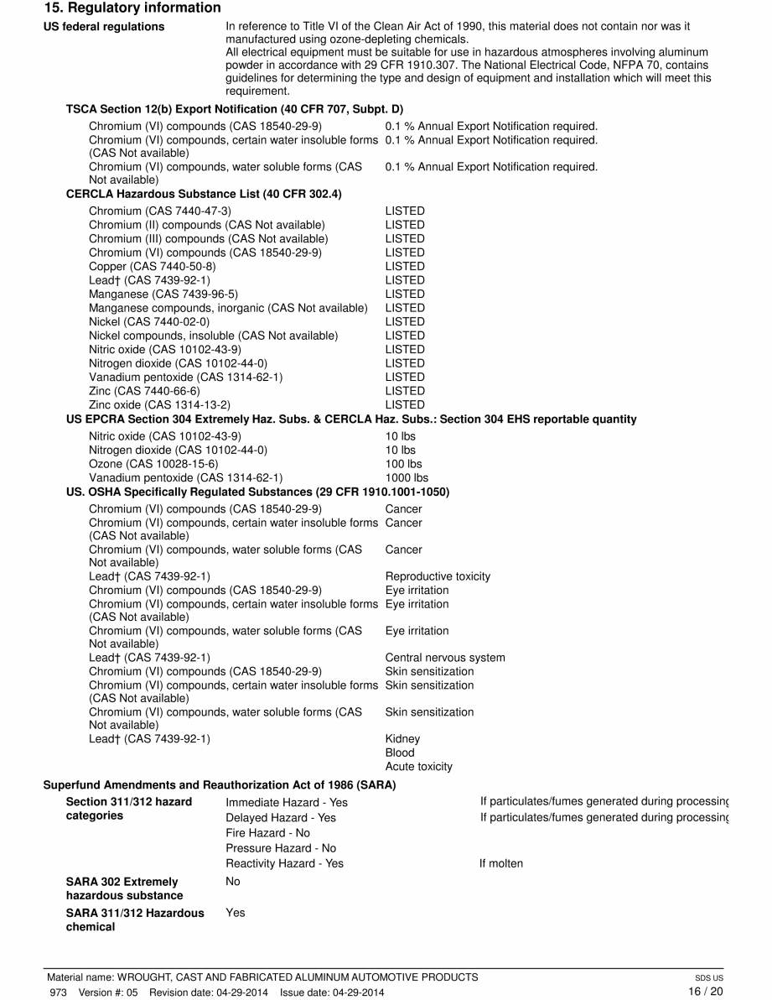 15. Regulatory information
US federal regulations In reference to Title VI of the Clean Air Act of 1990, this material does not contain nor was it
manufactured using ozone-depleting chemicals.
All electrical equipment must be suitable for use in hazardous atmospheres involving aluminum
powder in accordance with 29 CFR 1910.307. The National Electrical Code, NFPA 70, contains
guidelines for determining the type and design of equipment and installation which will meet this
requirement.
TSCA Section 12(b) Export Notification (40 CFR 707, Subpt. D)
Chromium (VI) compounds (CAS 18540-29-9) 0.1 % Annual Export Notification required.
Chromium (VI) compounds, certain water insoluble forms 0.1 % Annual Export Notification required.
(CAS Not available)
Chromium (VI) compounds, water soluble forms (CAS 0.1 % Annual Export Notification required.
Not available)
CERCLA Hazardous Substance List (40 CFR 302.4)
Chromium (CAS 7440-47-3) LISTED
Chromium (II) compounds (CAS Not available) LISTED
Chromium (III) compounds (CAS Not available) LISTED
Chromium (VI) compounds (CAS 18540-29-9) LISTED
Copper (CAS 7440-50-8) LISTED
Lead† (CAS 7439-92-1) LISTED
Manganese (CAS 7439-96-5) LISTED
Manganese compounds, inorganic (CAS Not available) LISTED
Nickel (CAS 7440-02-0) LISTED
Nickel compounds, insoluble (CAS Not available) LISTED
Nitric oxide (CAS 10102-43-9) LISTED
Nitrogen dioxide (CAS 10102-44-0) LISTED
Vanadium pentoxide (CAS 1314-62-1) LISTED
Zinc (CAS 7440-66-6) LISTED
Zinc oxide (CAS 1314-13-2) LISTED
US EPCRA Section 304 Extremely Haz. Subs. & CERCLA Haz. Subs.: Section 304 EHS reportable quantity
Nitric oxide (CAS 10102-43-9) 10 lbs
Nitrogen dioxide (CAS 10102-44-0) 10 lbs
Ozone (CAS 10028-15-6) 100 lbs
Vanadium pentoxide (CAS 1314-62-1) 1000 lbs
US. OSHA Specifically Regulated Substances (29 CFR 1910.1001-1050)
Chromium (VI) compounds (CAS 18540-29-9) Cancer
Chromium (VI) compounds, certain water insoluble forms Cancer
(CAS Not available)
Chromium (VI) compounds, water soluble forms (CAS Cancer
Not available)
Lead† (CAS 7439-92-1) Reproductive toxicity
Chromium (VI) compounds (CAS 18540-29-9) Eye irritation
Chromium (VI) compounds, certain water insoluble forms Eye irritation
(CAS Not available)
Chromium (VI) compounds, water soluble forms (CAS Eye irritation
Not available)
Lead† (CAS 7439-92-1) Central nervous system
Chromium (VI) compounds (CAS 18540-29-9) Skin sensitization
Chromium (VI) compounds, certain water insoluble forms Skin sensitization
(CAS Not available)
Chromium (VI) compounds, water soluble forms (CAS Skin sensitization
Not available)
Lead† (CAS 7439-92-1) Kidney
Blood
Acute toxicity
Superfund Amendments and Reauthorization Act of 1986 (SARA)
Section 311/312 hazard Immediate Hazard - Yes If particulates/fumes generated during processing
categories Delayed Hazard - Yes If particulates/fumes generated during processing
Fire Hazard - No
Pressure Hazard - No
Reactivity Hazard - Yes If molten
SARA 302 Extremely No
hazardous substance
SARA 311/312 Hazardous Yes
chemical
Material name: WROUGHT, CAST AND FABRICATED ALUMINUM AUTOMOTIVE PRODUCTS SDS US
973 Version #: 05 Revision date: 04-29-2014 Issue date: 04-29-2014 16 / 20